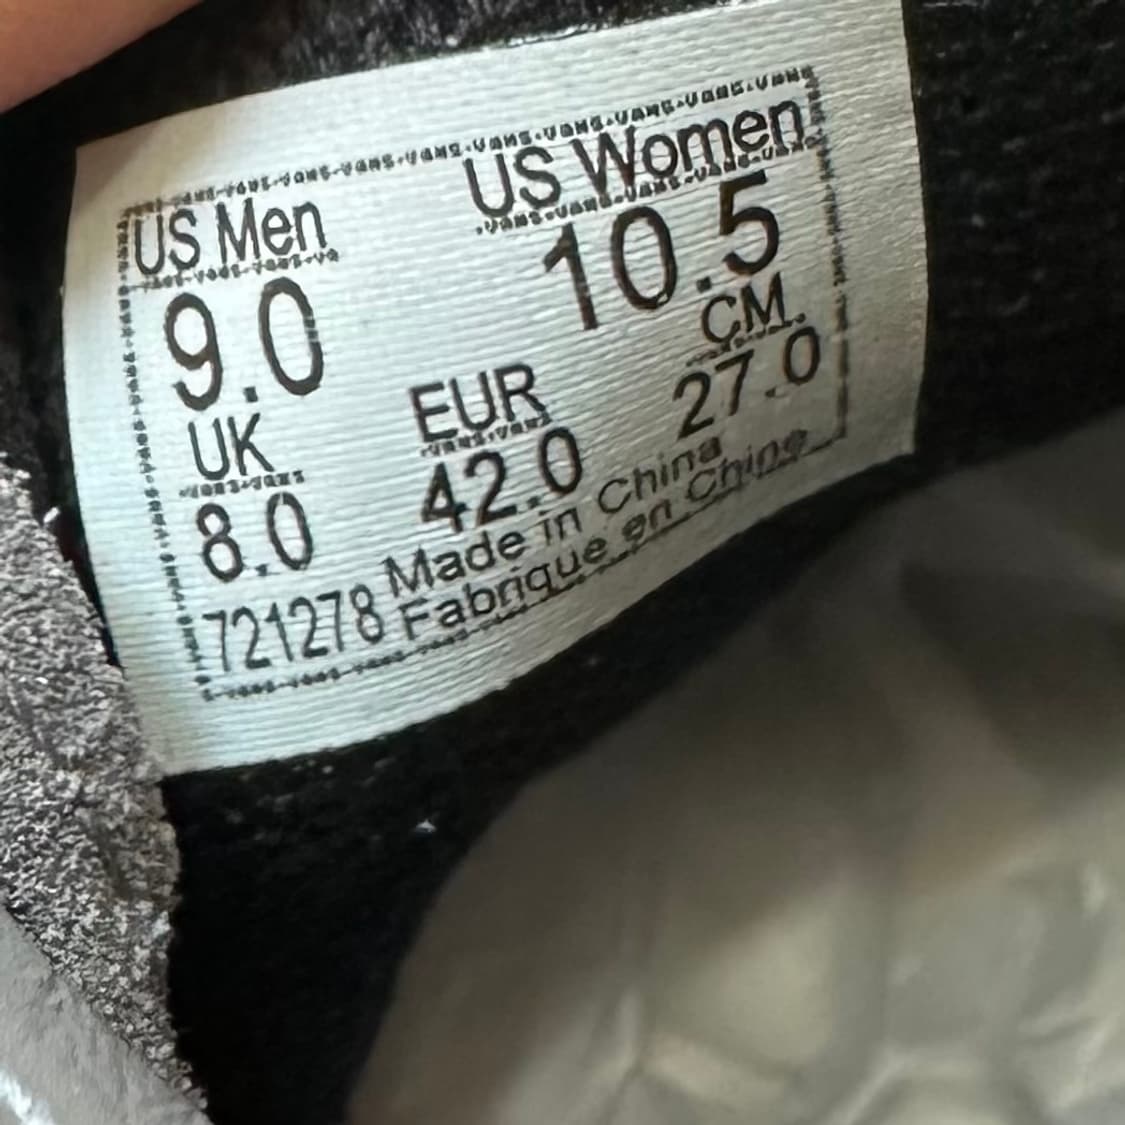 US Men US Women
9.0 10.5
UK EUR CM.
8.0 42.0 27.0
721278 Made in China
Fabrique en Chine